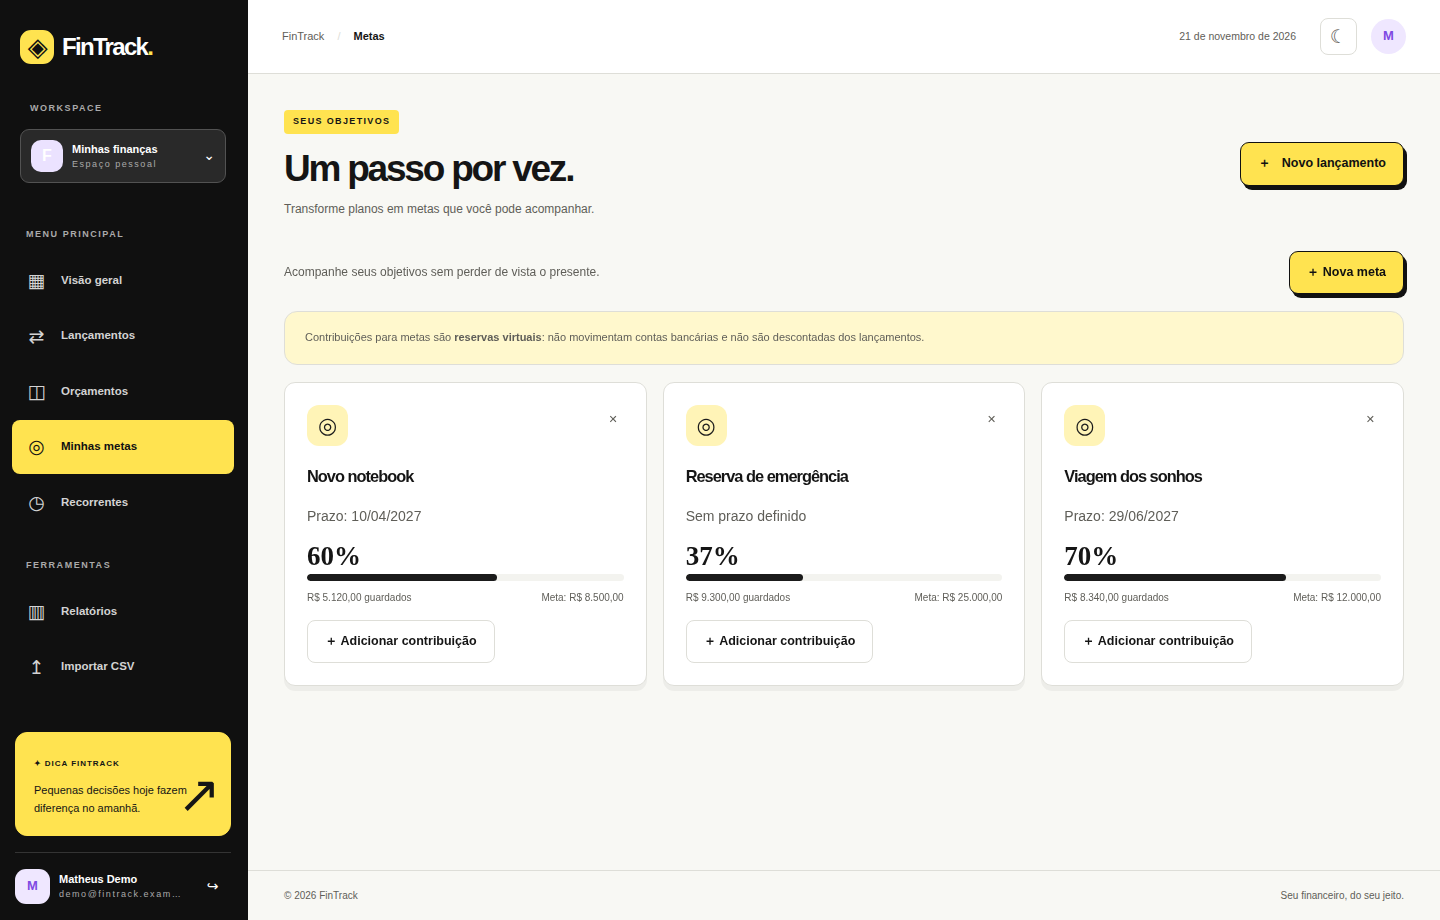 FinTrack.
WORKSPACE
F
Minhas finanças
Espaço pessoal
MENU PRINCIPAL
Visão geral
Lançamentos
Orçamentos
Minhas metas
Recorrentes
FERRAMENTAS
Relatórios
Importar CSV
✦ DICA FINTRACK
Pequenas decisões hoje fazem
diferença no amanhã.
M
Matheus Demo
demo@fintrack.exam…
FinTrack / Metas
21 de novembro de 2026
M
SEUS OBJETIVOS
Um passo por vez.
Transforme planos em metas que você pode acompanhar.
+ Novo lançamento
Acompanhe seus objetivos sem perder de vista o presente.
+ Nova meta
Contribuições para metas são reservas virtuais: não movimentam contas bancárias e não são descontadas dos lançamentos.
×
Novo notebook
Prazo: 10/04/2027
60%
R$ 5.120,00 guardados
Meta: R$ 8.500,00
+ Adicionar contribuição
×
Reserva de emergência
Sem prazo definido
37%
R$ 9.300,00 guardados
Meta: R$ 25.000,00
+ Adicionar contribuição
×
Viagem dos sonhos
Prazo: 29/06/2027
70%
R$ 8.340,00 guardados
Meta: R$ 12.000,00
+ Adicionar contribuição
© 2026 FinTrack
Seu financeiro, do seu jeito.